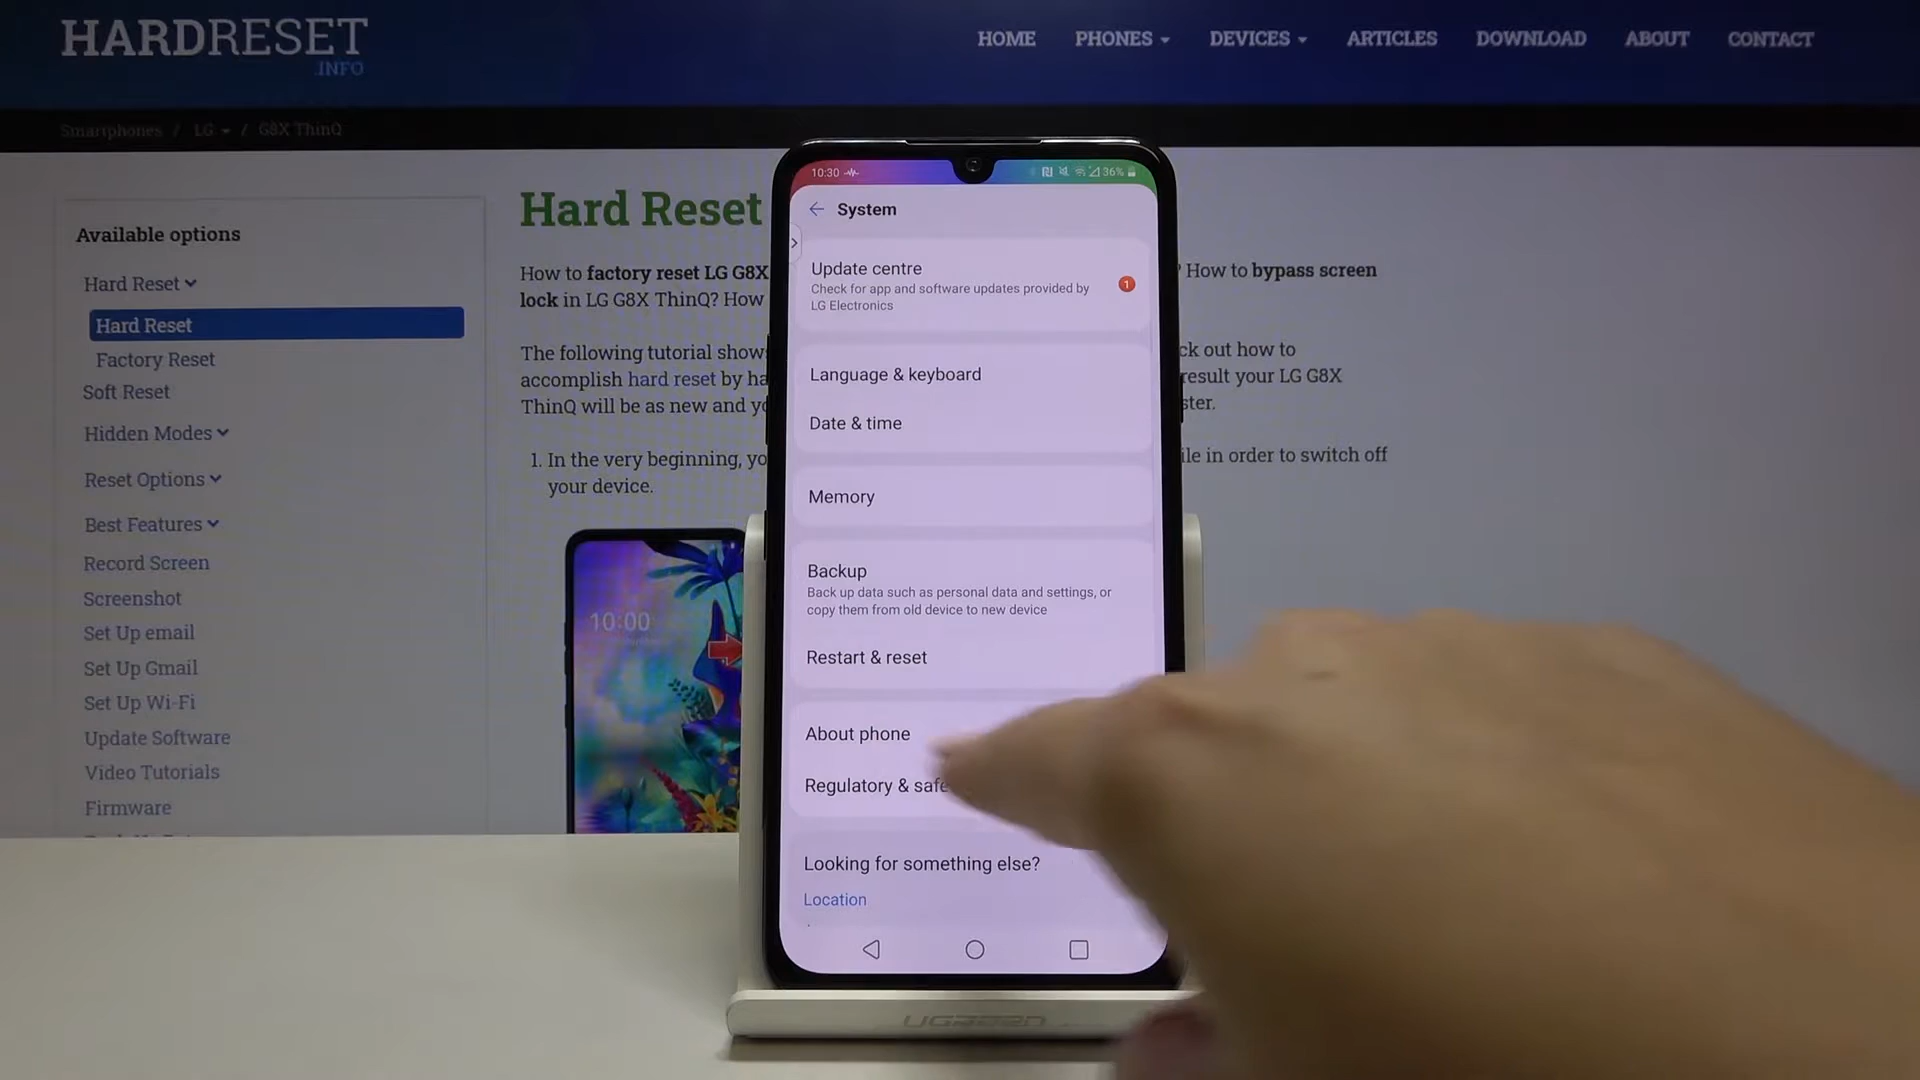 HARDRESET
.INFO
HOME PHONES DEVICES ARTICLES DOWNLOAD ABOUT CONTACT
Smartphones / LG / G8X ThinQ
Available options
Hard Reset
Hard Reset
Factory Reset
Soft Reset
Hidden Modes
Reset Options
Best Features
Record Screen
Screenshot
Set Up email
Set Up Gmail
Set Up Wi-Fi
Update Software
Video Tutorials
Firmware
Hard Reset
How to factory reset LG G8X
? How to bypass screen
lock in LG G8X ThinQ? How
The following tutorial shows
ck out how to
accomplish hard reset by ha
result your LG G8X
ThinQ will be as new and yo
ster.
1. In the very beginning, yo
ile in order to switch off
your device.
10:00
10:30 36%
System
Update centre
Check for app and software updates provided by
LG Electronics
1
Language & keyboard
Date & time
Memory
Backup
Back up data such as personal data and settings, or
copy them from old device to new device
Restart & reset
About phone
Regulatory & safe
Looking for something else?
Location
UGREEN